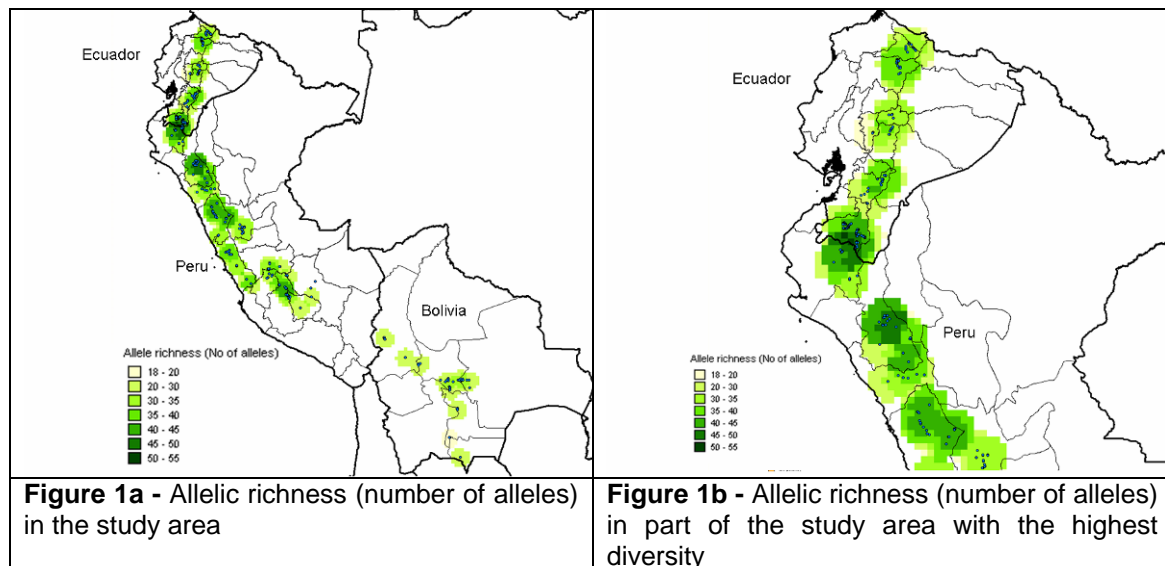 Ecuador
Peru
Bolivia
Allele richness (No of alleles)
18 - 20
20 - 30
30 - 35
35 - 40
40 - 45
45 - 50
50 - 55
Figure 1a - Allelic richness (number of alleles)
in the study area
Ecuador
Peru
Allele richness (No of alleles)
18 - 20
20 - 30
30 - 35
35 - 40
40 - 45
45 - 50
50 - 55
Figure 1b - Allelic richness (number of alleles)
in part of the study area with the highest
diversity